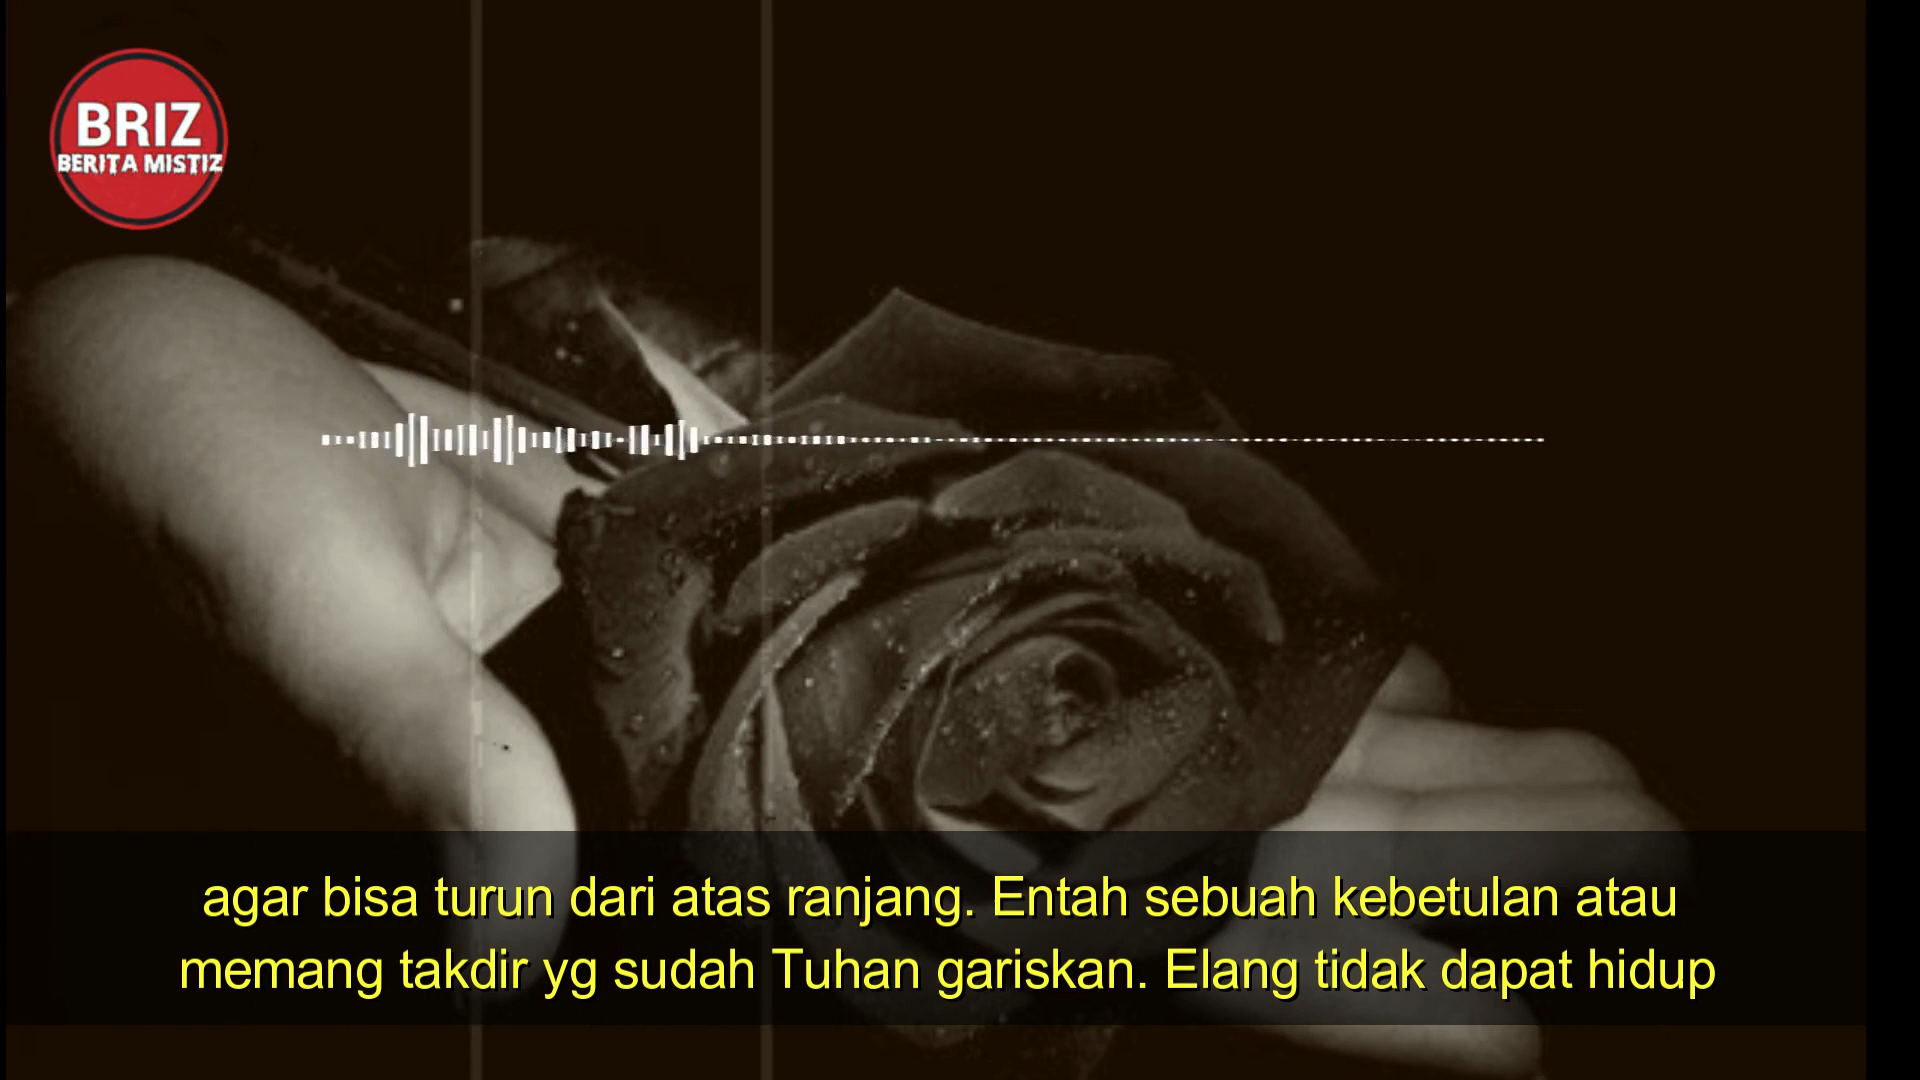 BRIZ
BERITA MISTIZ
agar bisa turun dari atas ranjang. Entah sebuah kebetulan atau
memang takdir yg sudah Tuhan gariskan. Elang tidak dapat hidup